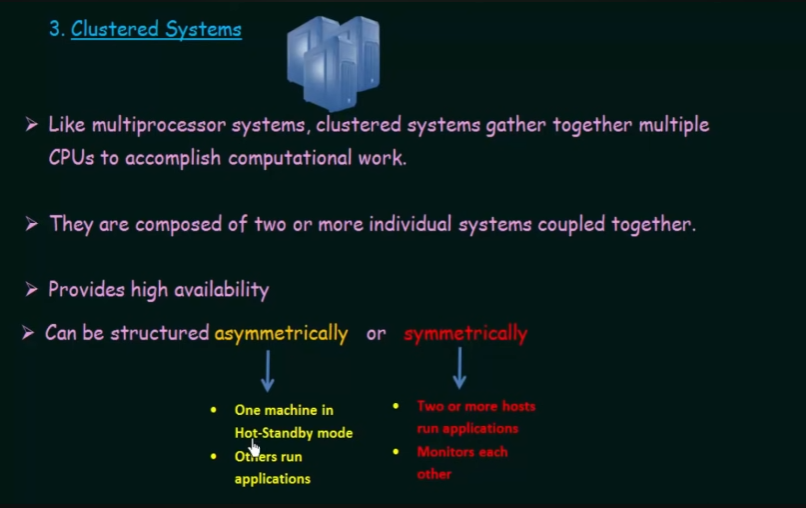 3. Clustered Systems
➤ Like multiprocessor systems, clustered systems gather together multiple
CPUs to accomplish computational work.
➤ They are composed of two or more individual systems coupled together.
➤ Provides high availability
➤ Can be structured asymmetrically or symmetrically
• One machine in
Hot-Standby mode
• Others run
applications
• Two or more hosts
run applications
• Monitors each
other